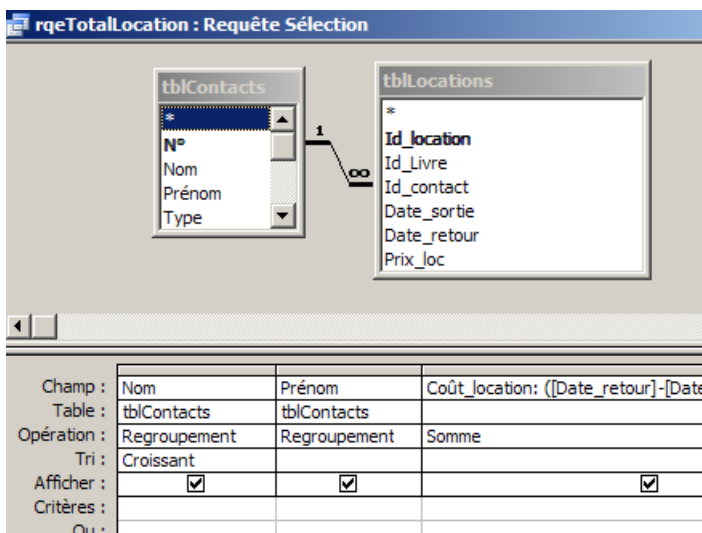 rqeTotalLocation : Requête Sélection
tblContacts
*
N°
Nom
Prénom
Type
1
∞
tblLocations
*
Id_location
Id_Livre
Id_contact
Date_sortie
Date_retour
Prix_loc
Champ : Nom Prénom Coût_location: ([Date_retour]-[Date
Table : tblContacts tblContacts
Opération : Regroupement Regroupement Somme
Tri : Croissant
Afficher :
Critères :
Ou :